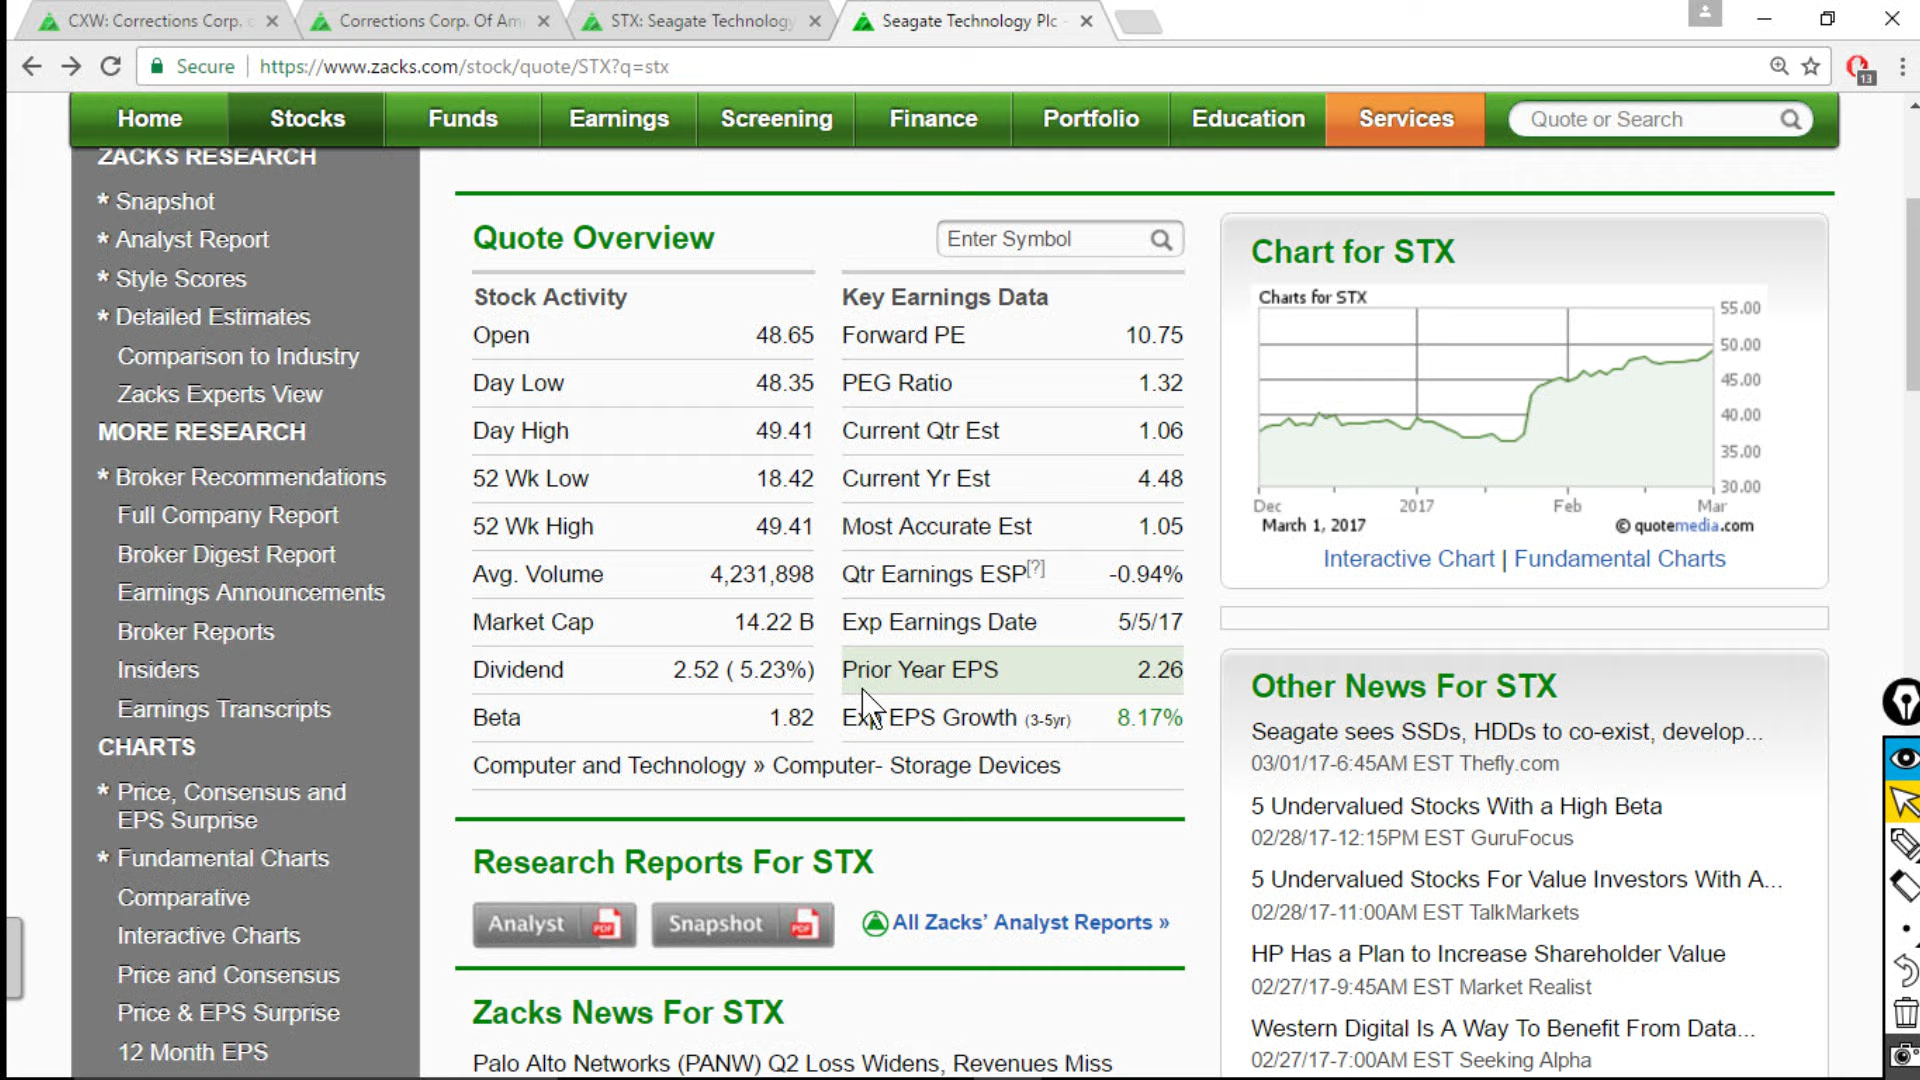 CXW: Corrections Corp.
Corrections Corp. Of Am
STX: Seagate Technology
Seagate Technology Plc -
Secure
https://www.zacks.com/stock/quote/STX?q=stx
13
Home
Stocks
Funds
Earnings
Screening
Finance
Portfolio
Education
Services
Quote or Search
ZACKS RESEARCH
* Snapshot
* Analyst Report
* Style Scores
* Detailed Estimates
Comparison to Industry
Zacks Experts View
MORE RESEARCH
* Broker Recommendations
Full Company Report
Broker Digest Report
Earnings Announcements
Broker Reports
Insiders
Earnings Transcripts
CHARTS
* Price, Consensus and
EPS Surprise
* Fundamental Charts
Comparative
Interactive Charts
Price and Consensus
Price & EPS Surprise
12 Month EPS
Quote Overview
Enter Symbol
Stock Activity
Open 48.65
Day Low 48.35
Day High 49.41
52 Wk Low 18.42
52 Wk High 49.41
Avg. Volume 4,231,898
Market Cap 14.22 B
Dividend 2.52 ( 5.23%)
Beta 1.82
Key Earnings Data
Forward PE 10.75
PEG Ratio 1.32
Current Qtr Est 1.06
Current Yr Est 4.48
Most Accurate Est 1.05
Qtr Earnings ESP[?] -0.94%
Exp Earnings Date 5/5/17
Prior Year EPS 2.26
Exp EPS Growth (3-5yr) 8.17%
Computer and Technology » Computer- Storage Devices
Research Reports For STX
Analyst
PDF
Snapshot
PDF
All Zacks' Analyst Reports »
Zacks News For STX
Palo Alto Networks (PANW) Q2 Loss Widens, Revenues Miss
Chart for STX
Charts for STX
55.00
50.00
45.00
40.00
35.00
30.00
Dec 2017 Feb Mar
March 1, 2017
© quotemedia.com
Interactive Chart | Fundamental Charts
Other News For STX
Seagate sees SSDs, HDDs to co-exist, develop...
03/01/17-6:45AM EST Thefly.com
5 Undervalued Stocks With a High Beta
02/28/17-12:15PM EST GuruFocus
5 Undervalued Stocks For Value Investors With A...
02/28/17-11:00AM EST TalkMarkets
HP Has a Plan to Increase Shareholder Value
02/27/17-9:45AM EST Market Realist
Western Digital Is A Way To Benefit From Data...
02/27/17-7:00AM EST Seeking Alpha